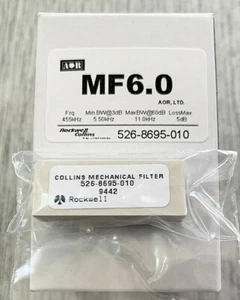 AOR
MF6.0
AOR, LTD.
Frq Min BW@3dB Max BW@60dB LossMax
455kHz 5.50kHz 11.0kHz 5dB
Rockwell
Collins
526-8695-010
COLLINS MECHANICAL FILTER
526-8695-010
9442
Rockwell